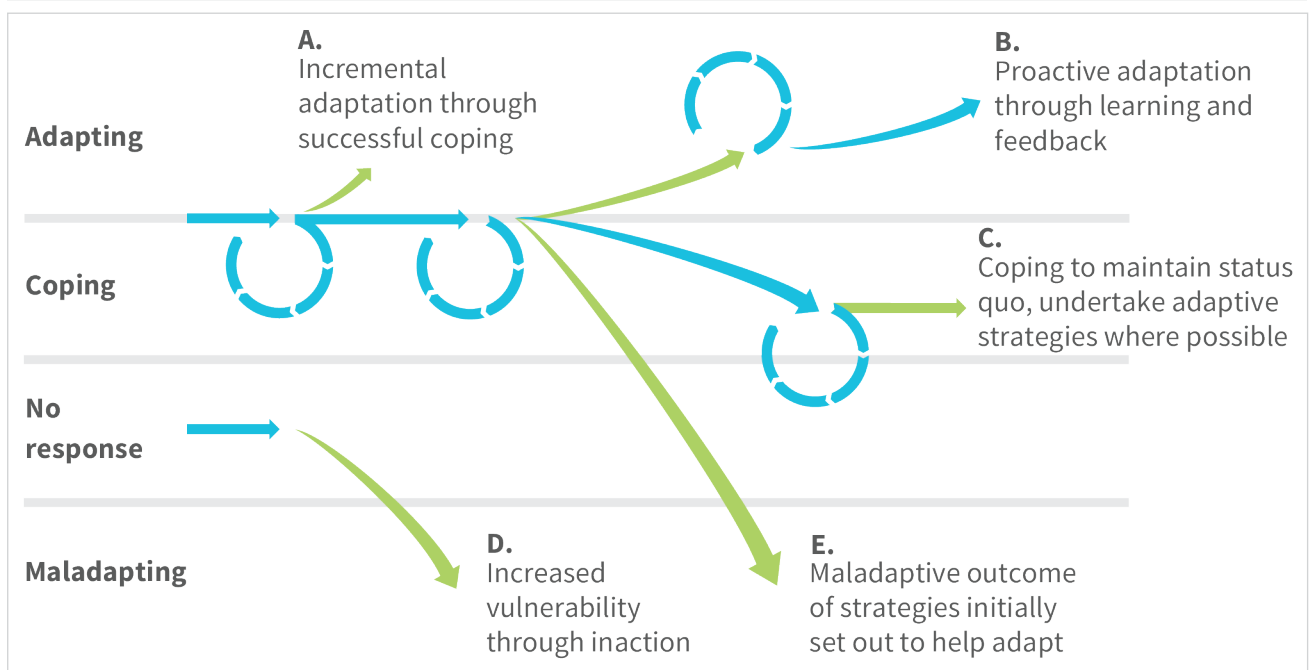 A.
Incremental
adaptation through
successful coping
B.
Proactive adaptation
through learning and
feedback
Adapting
C.
Coping to maintain status
quo, undertake adaptive
strategies where possible
Coping
No
response
D.
Increased
vulnerability
through inaction
E.
Maladaptive outcome
of strategies initially
set out to help adapt
Maladapting